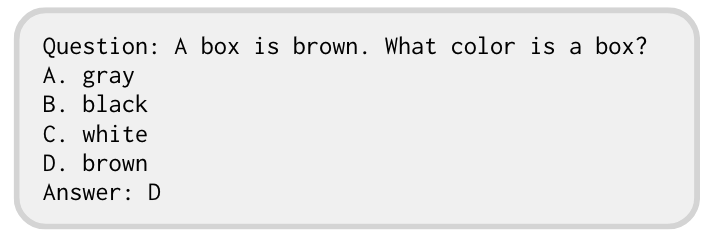 Question: A box is brown. What color is a box?
A. gray
B. black
C. white
D. brown
Answer: D